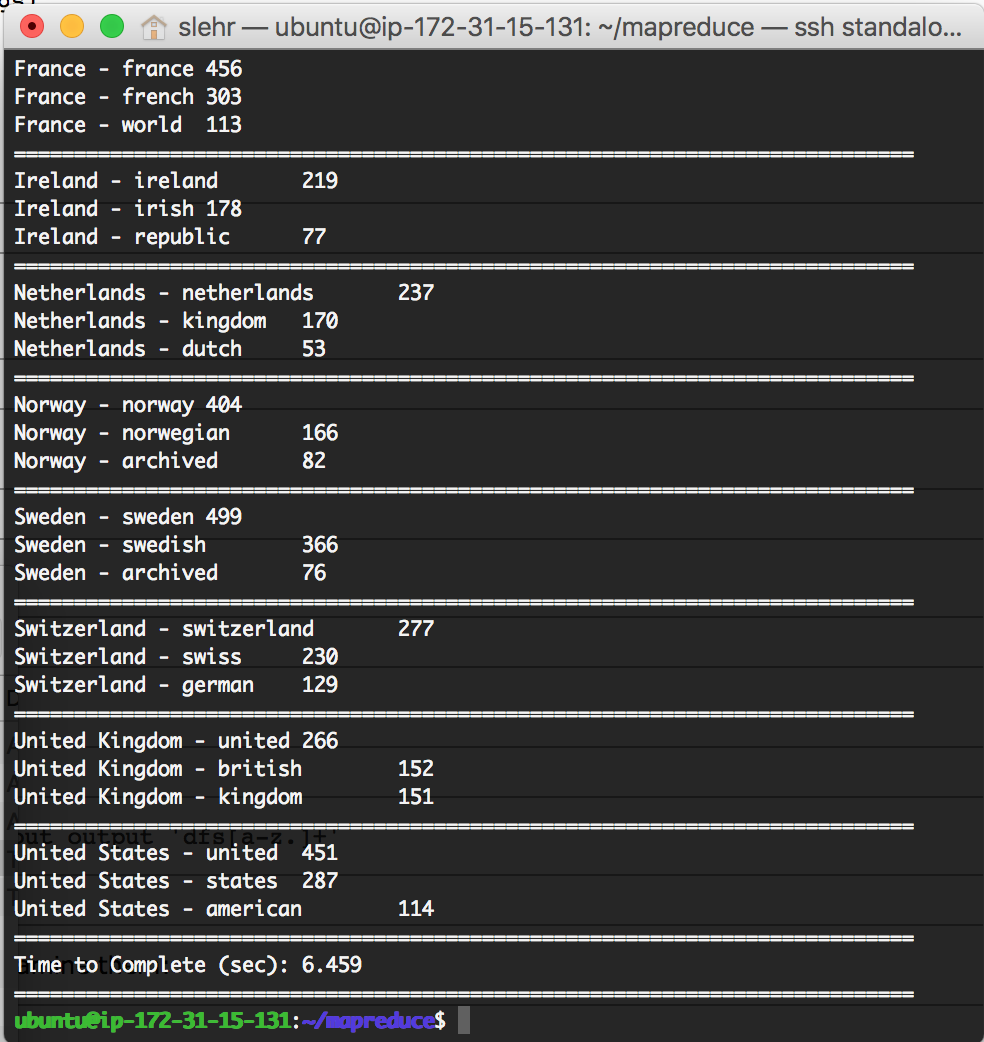 slehr — ubuntu@ip-172-31-15-131: ~/mapreduce — ssh standalo...
France - france 456
France - french 303
France - world  113
===========================================================================
Ireland - ireland       219
Ireland - irish 178
Ireland - republic      77
===========================================================================
Netherlands - netherlands       237
Netherlands - kingdom   170
Netherlands - dutch     53
===========================================================================
Norway - norway 404
Norway - norwegian      166
Norway - archived       82
===========================================================================
Sweden - sweden 499
Sweden - swedish        366
Sweden - archived       76
===========================================================================
Switzerland - switzerland       277
Switzerland - swiss     230
Switzerland - german    129
===========================================================================
United Kingdom - united 266
United Kingdom - british        152
United Kingdom - kingdom        151
===========================================================================
output 'dfs[a-z.]+'
United States - united  451
United States - states  287
United States - american        114
===========================================================================
Time to Complete (sec): 6.459
===========================================================================
ubuntu@ip-172-31-15-131:~/mapreduce$